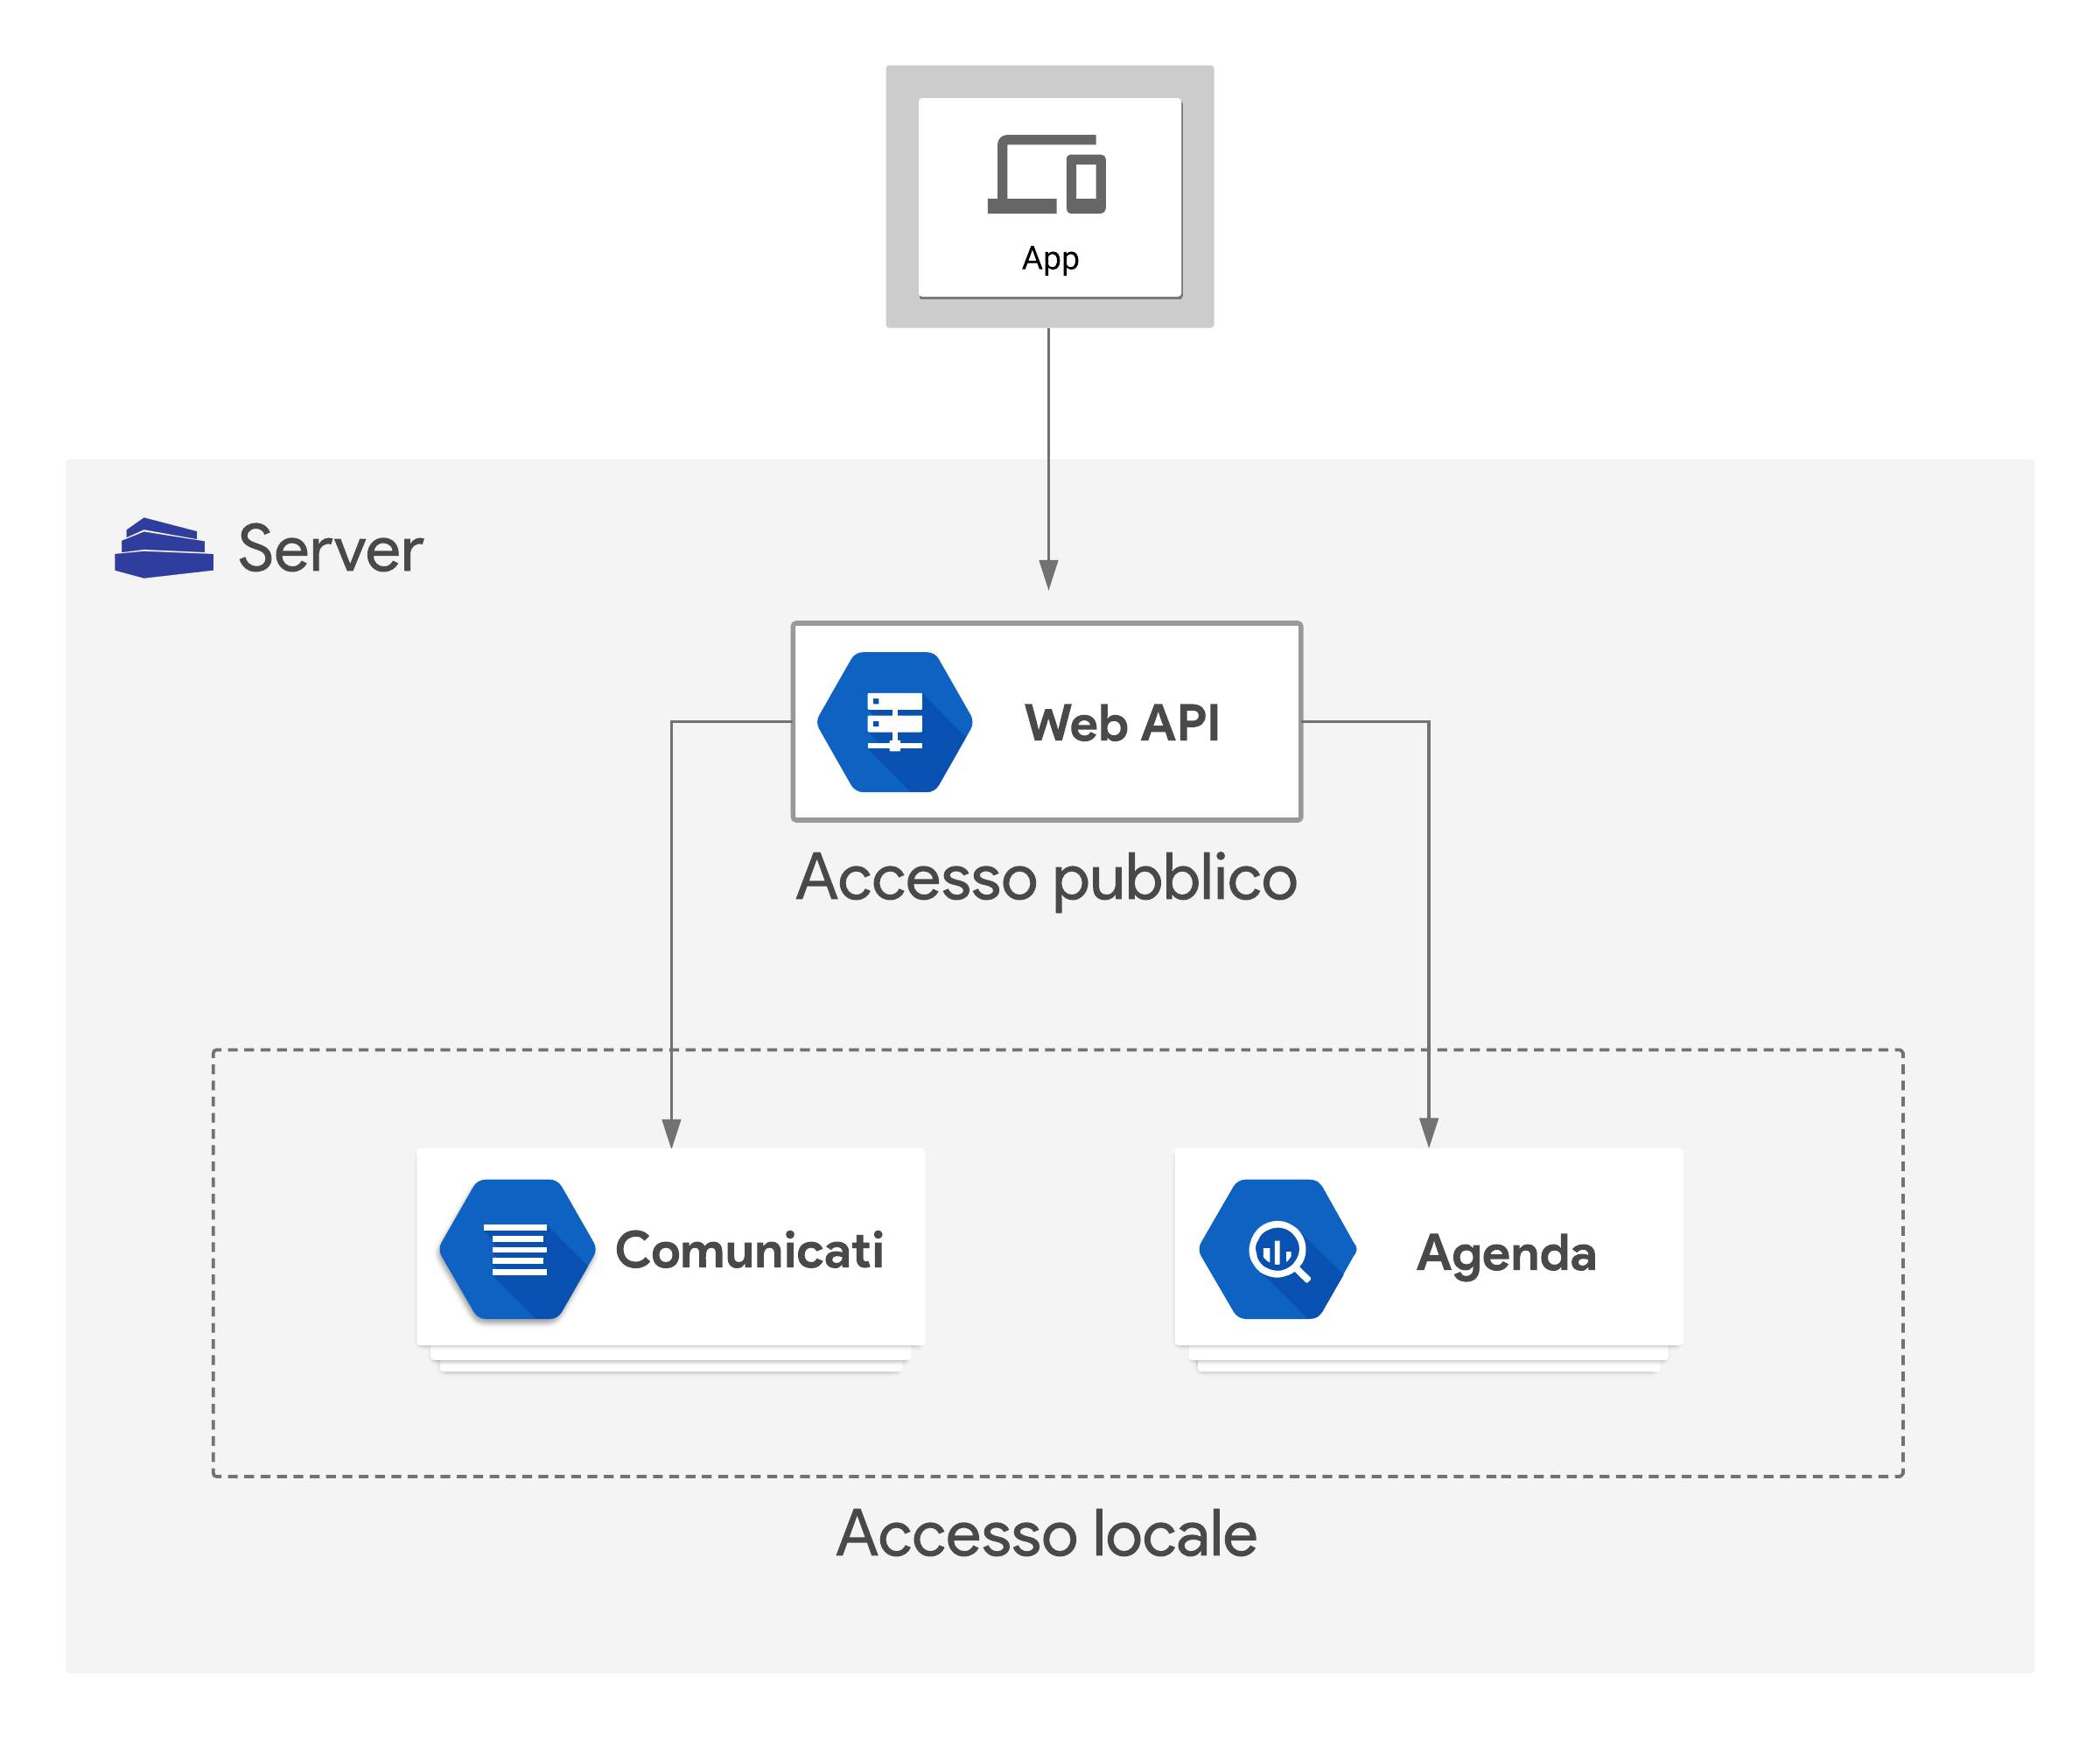 App
Server
Web API
Accesso pubblico
Comunicati
Agenda
Accesso locale